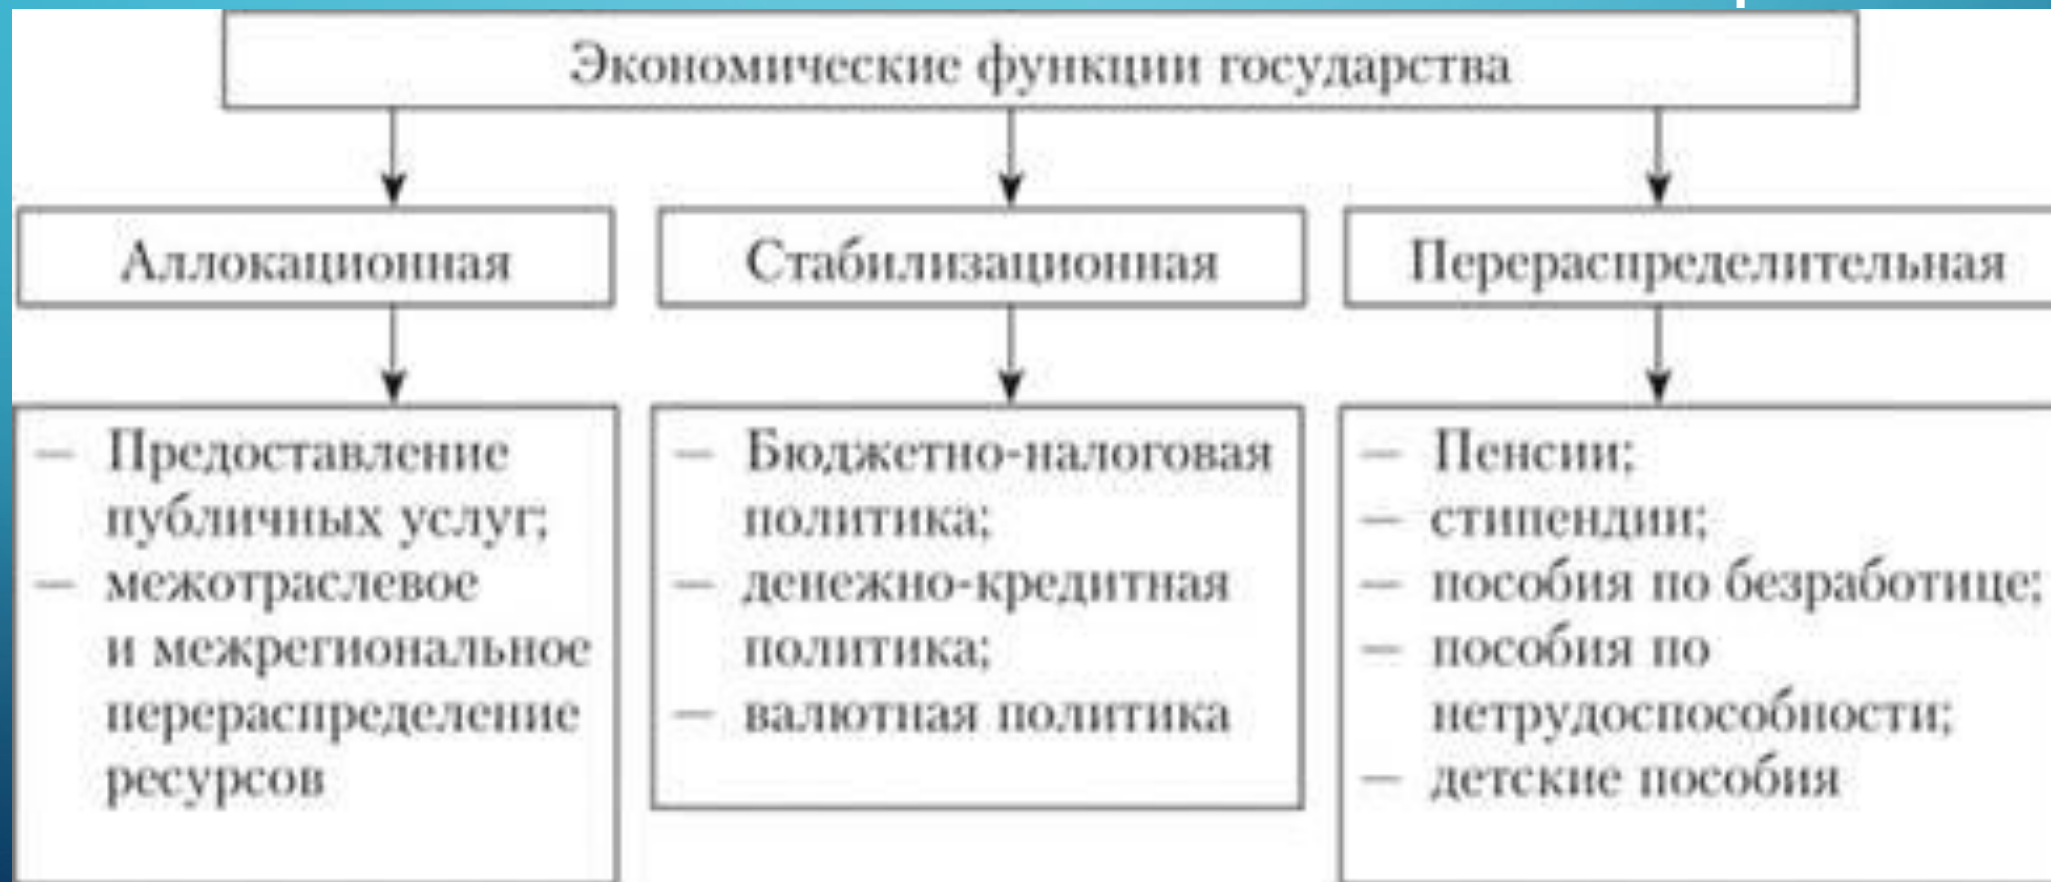 Экономические функции государства
Аллокационная
Стабилизационная
Перераспределительная
— Предоставление
публичных услуг;
— межотраслевое
и межрегиональное
перераспределение
ресурсов
— Бюджетно-налоговая
политика;
— денежно-кредитная
политика;
— валютная политика
— Пенсии;
— стипендии;
— пособия по безработице;
— пособия по
нетрудоспособности;
— детские пособия